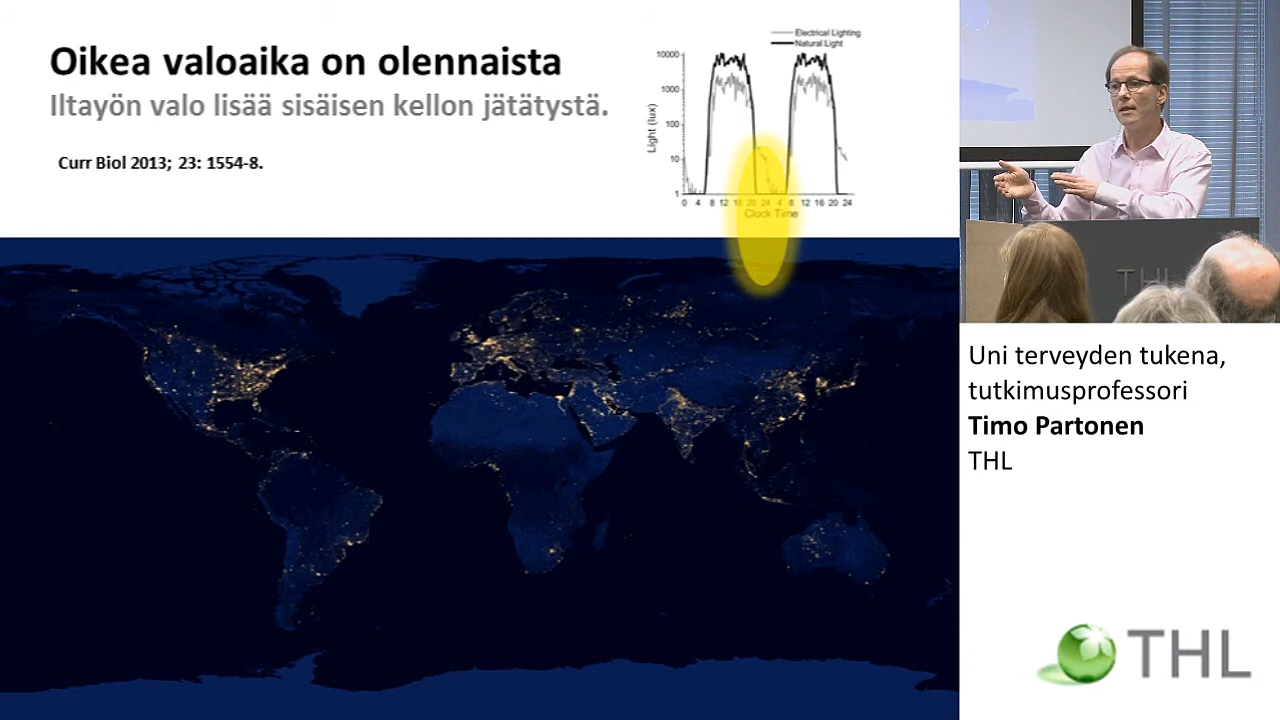 Oikea valoaika on olennaista
Iltayön valo lisää sisäisen kellon jätätystä.
Curr Biol 2013; 23: 1554-8.
Electrical Lighting
Natural Light
Light (lux)
10000
1000
100
10
1
0 4 8 12 16 20 24 4 8 12 16 20 24
Clock Time
THL
Uni terveyden tukena,
tutkimusprofessori
Timo Partonen
THL
THL